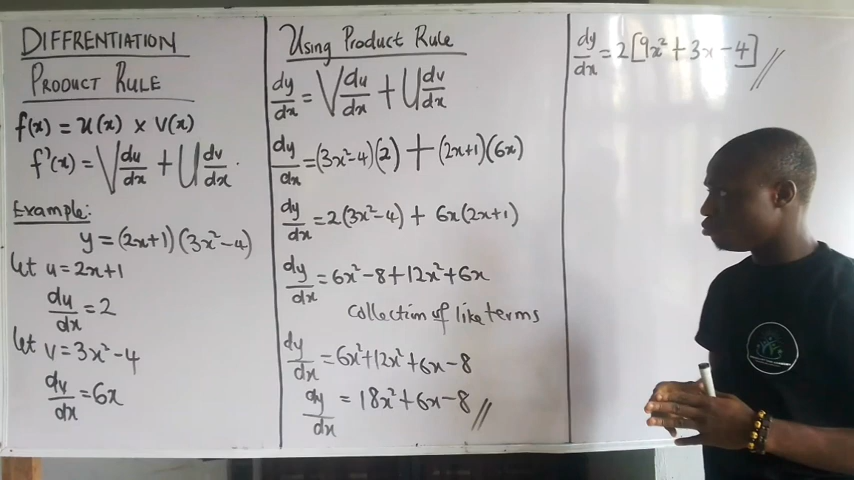 DIFFRENTIATION
PRODUCT RULE
f(x) = u(x) × v(x)
f'(x) = V du/dx + U dv/dx.
Example:
y = (2x+1)(3x²-4)
let u = 2x+1
du/dx = 2
let v = 3x²-4
dv/dx = 6x
Using Product Rule
dy/dx = V du/dx + U dv/dx
dy/dx = (3x²-4)(2) + (2x+1)(6x)
dy/dx = 2(3x²-4) + 6x(2x+1)
dy/dx = 6x²-8+12x²+6x
collection of like terms
dy/dx = 6x²+12x²+6x-8
dy/dx = 18x²+6x-8 //
dy/dx = 2[9x²+3x-4] //